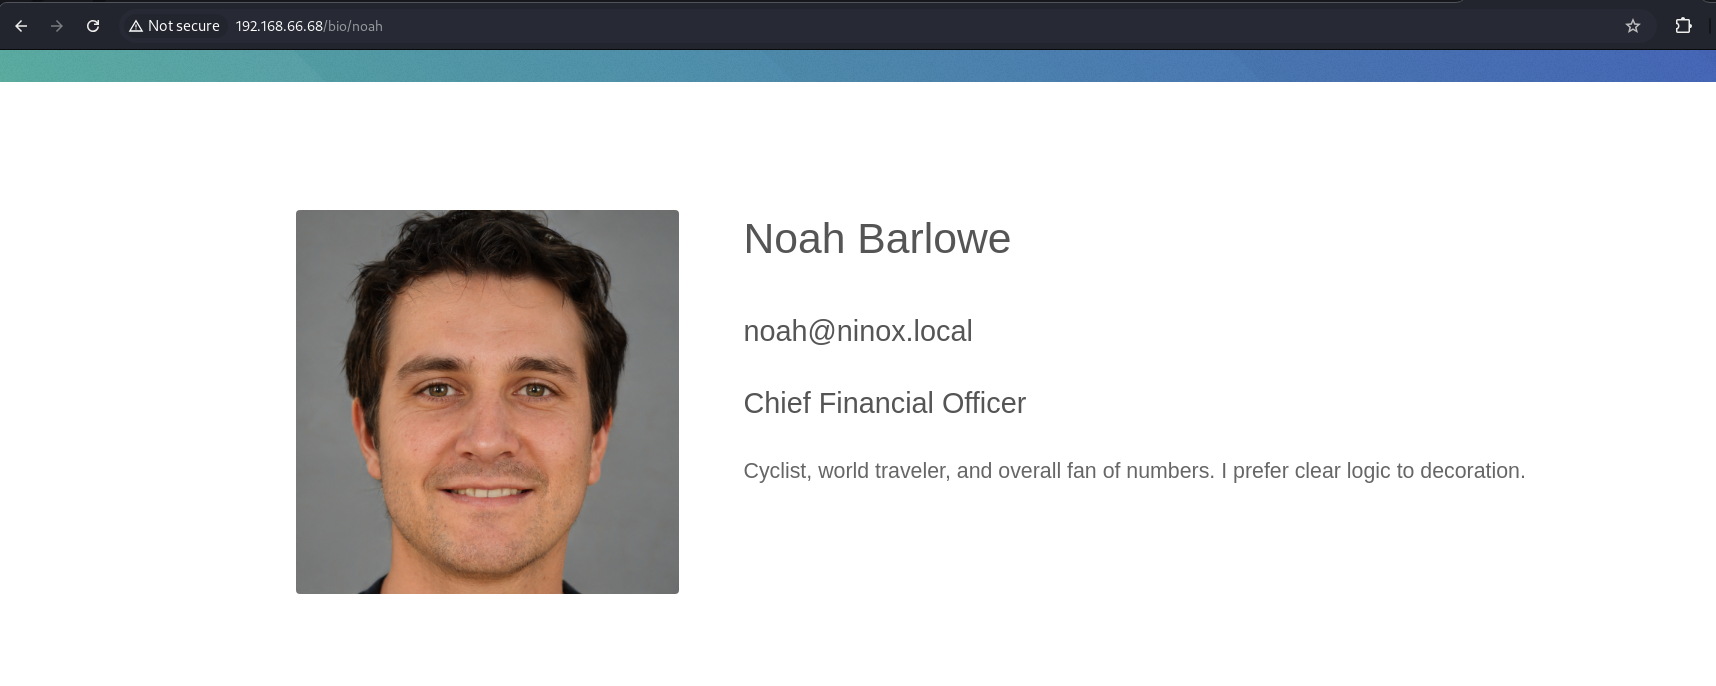 Not secure 192.168.66.68/bio/noah
Noah Barlowe
noah@ninox.local
Chief Financial Officer
Cyclist, world traveler, and overall fan of numbers. I prefer clear logic to decoration.